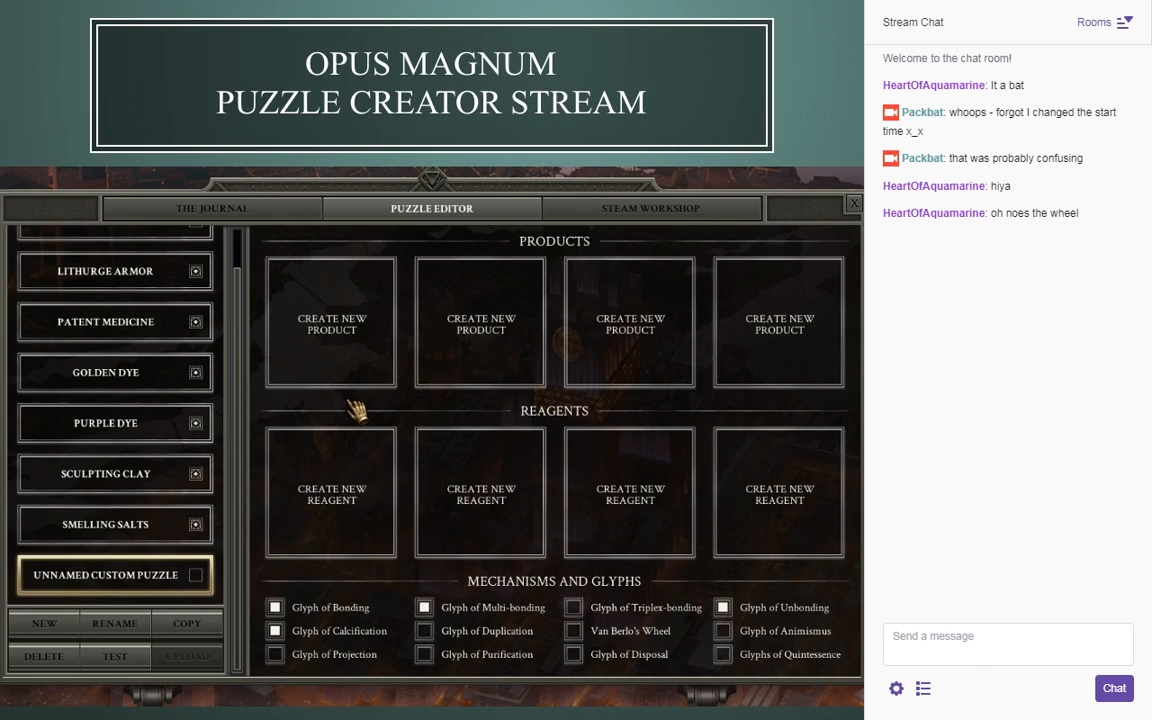 OPUS MAGNUM
PUZZLE CREATOR STREAM
THE JOURNAL
PUZZLE EDITOR
STEAM WORKSHOP
X
LITHURGE ARMOR
PATENT MEDICINE
GOLDEN DYE
PURPLE DYE
SCULPTING CLAY
SMELLING SALTS
UNNAMED CUSTOM PUZZLE
NEW
RENAME
COPY
DELETE
TEST
UPLOAD
PRODUCTS
CREATE NEW
PRODUCT
CREATE NEW
PRODUCT
CREATE NEW
PRODUCT
CREATE NEW
PRODUCT
REAGENTS
CREATE NEW
REAGENT
CREATE NEW
REAGENT
CREATE NEW
REAGENT
CREATE NEW
REAGENT
MECHANISMS AND GLYPHS
Glyph of Bonding
Glyph of Multi-bonding
Glyph of Triplex-bonding
Glyph of Unbonding
Glyph of Calcification
Glyph of Duplication
Van Berlo's Wheel
Glyph of Animismus
Glyph of Projection
Glyph of Purification
Glyph of Disposal
Glyphs of Quintessence
Stream Chat
Rooms
Welcome to the chat room!
HeartOfAquamarine: It a bat
Packbat: whoops - forgot I changed the start
time x_x
Packbat: that was probably confusing
HeartOfAquamarine: hiya
HeartOfAquamarine: oh noes the wheel
Send a message
Chat